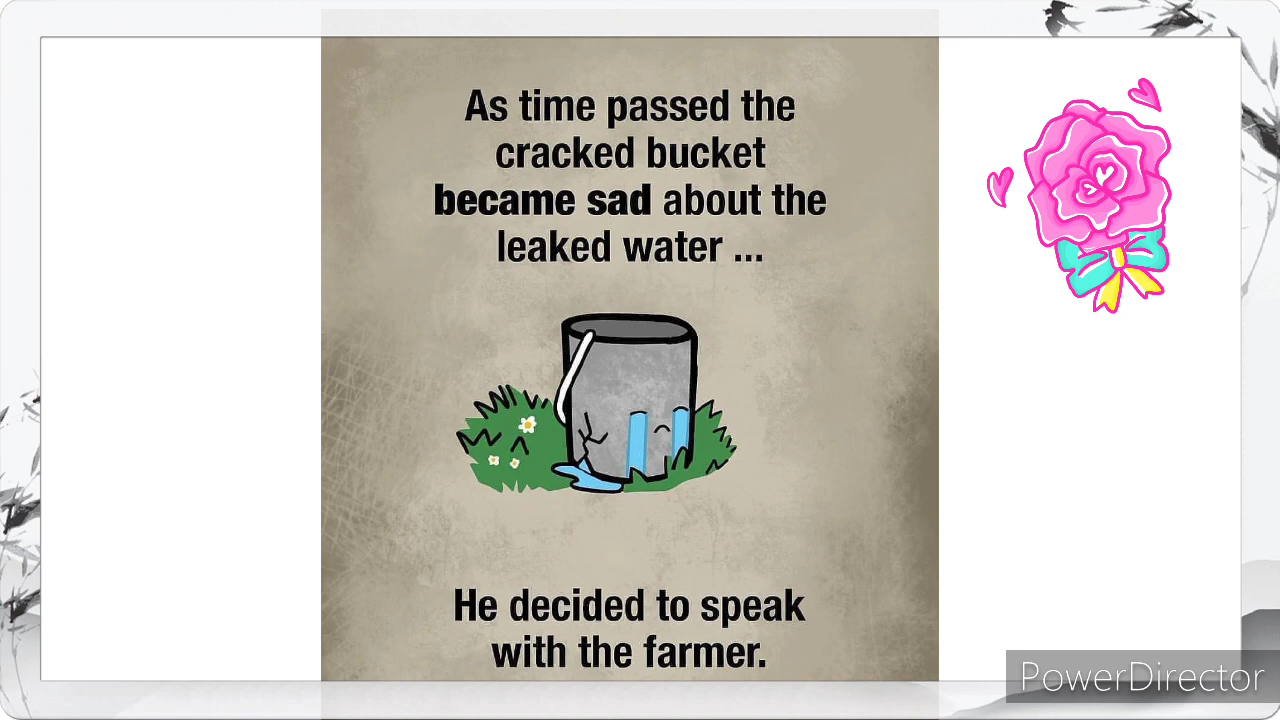 As time passed the
cracked bucket
became sad about the
leaked water ...
He decided to speak
with the farmer.
PowerDirector